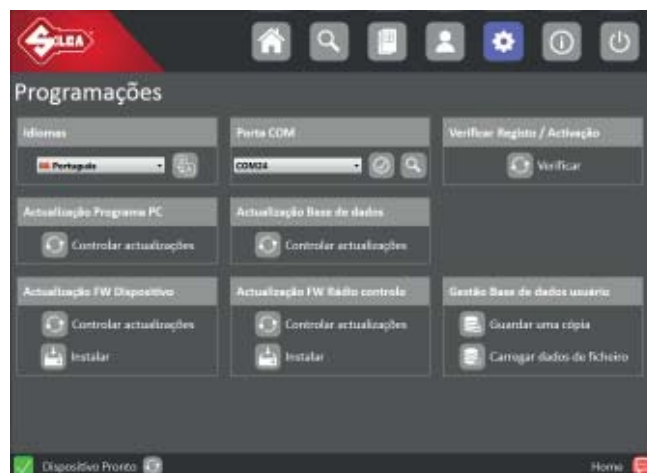 SILCA
Programações
Idiomas
Porta COM
Verificar Registo / Activação
Português
COM24
Verificar
Actualização Programa PC
Actualização Base de dados
Controlar actualizações
Controlar actualizações
Actualização FW Dispositivo
Actualização FW Rádio controlo
Gestão Base de dados usuário
Controlar actualizações
Controlar actualizações
Guardar uma cópia
Instalar
Instalar
Carregar dados de ficheiro
Dispositivo Pronto
Home